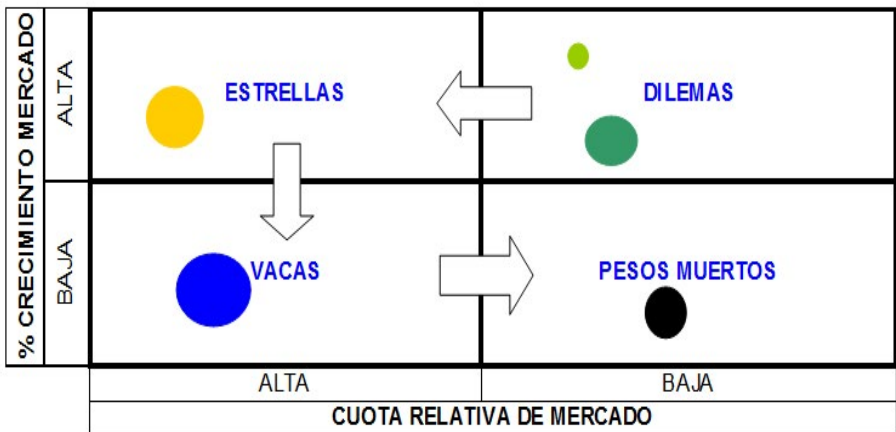 % CRECIMIENTO MERCADO
ALTA
BAJA
ESTRELLAS
DILEMAS
VACAS
PESOS MUERTOS
ALTA
BAJA
CUOTA RELATIVA DE MERCADO